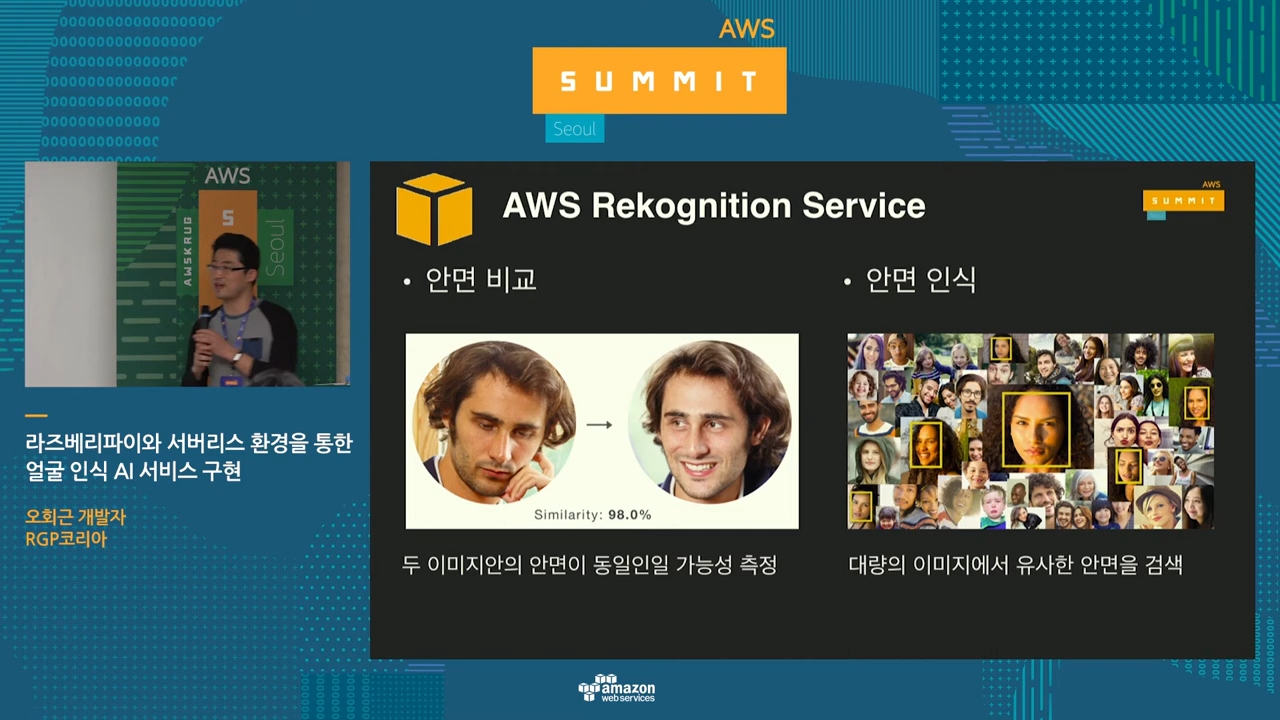 AWS
SUMMIT
Seoul
AWS
S
AWSKRUG
Seoul
라즈베리파이와 서버리스 환경을 통한
얼굴 인식 AI 서비스 구현
오회근 개발자
RGP코리아
AWS Rekognition Service
AWS
SUMMIT
• 안면 비교
• 안면 인식
Similarity: 98.0%
두 이미지안의 안면이 동일인일 가능성 측정
대량의 이미지에서 유사한 안면을 검색
amazon
web services